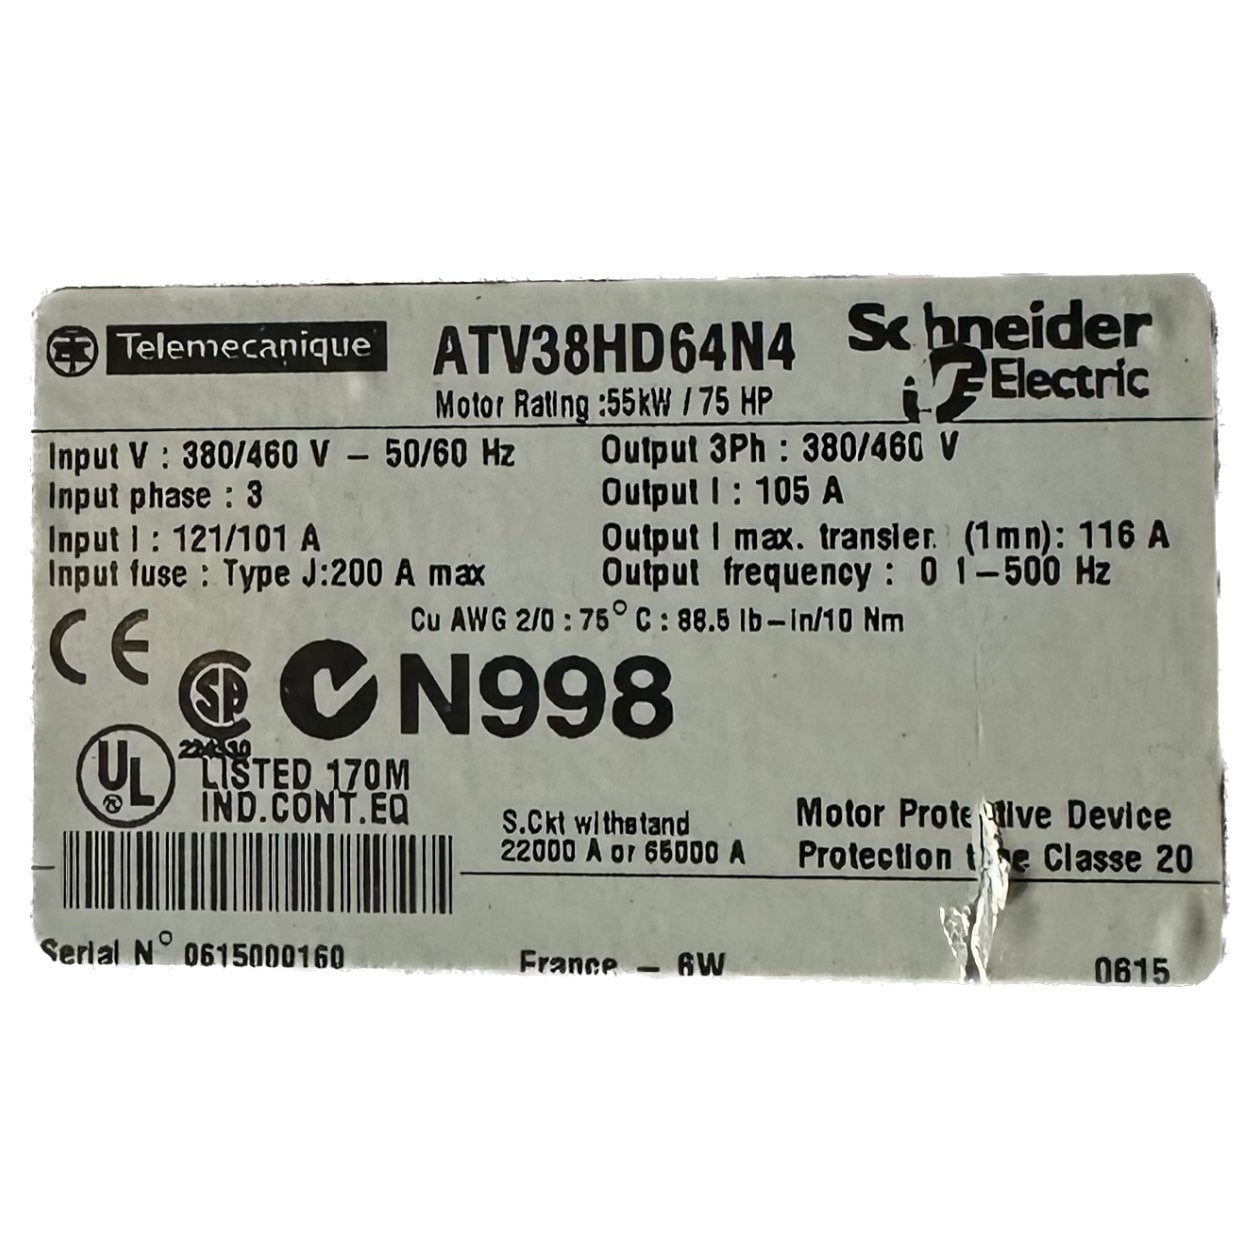 Telemecanique
ATV38HD64N4
Schneider
Electric
Motor Rating :55kW / 75 HP
Input V : 380/460 V – 50/60 Hz
Output 3Ph : 380/460 V
Input phase : 3
Output I : 105 A
Input I : 121/101 A
Output I max. transfer. (1mn): 116 A
Input fuse : Type J:200 A max
Output frequency : 0 1–500 Hz
Cu AWG 2/0 : 75° C : 88.5 lb–in/10 Nm
CE
SA
N998
UL
®
LISTED 170M
IND.CONT.EQ
S.Ckt withstand
22000 A or 65000 A
Motor Protective Device
Protection type Classe 20
Serial N° 0615000160
France – 6W
0615